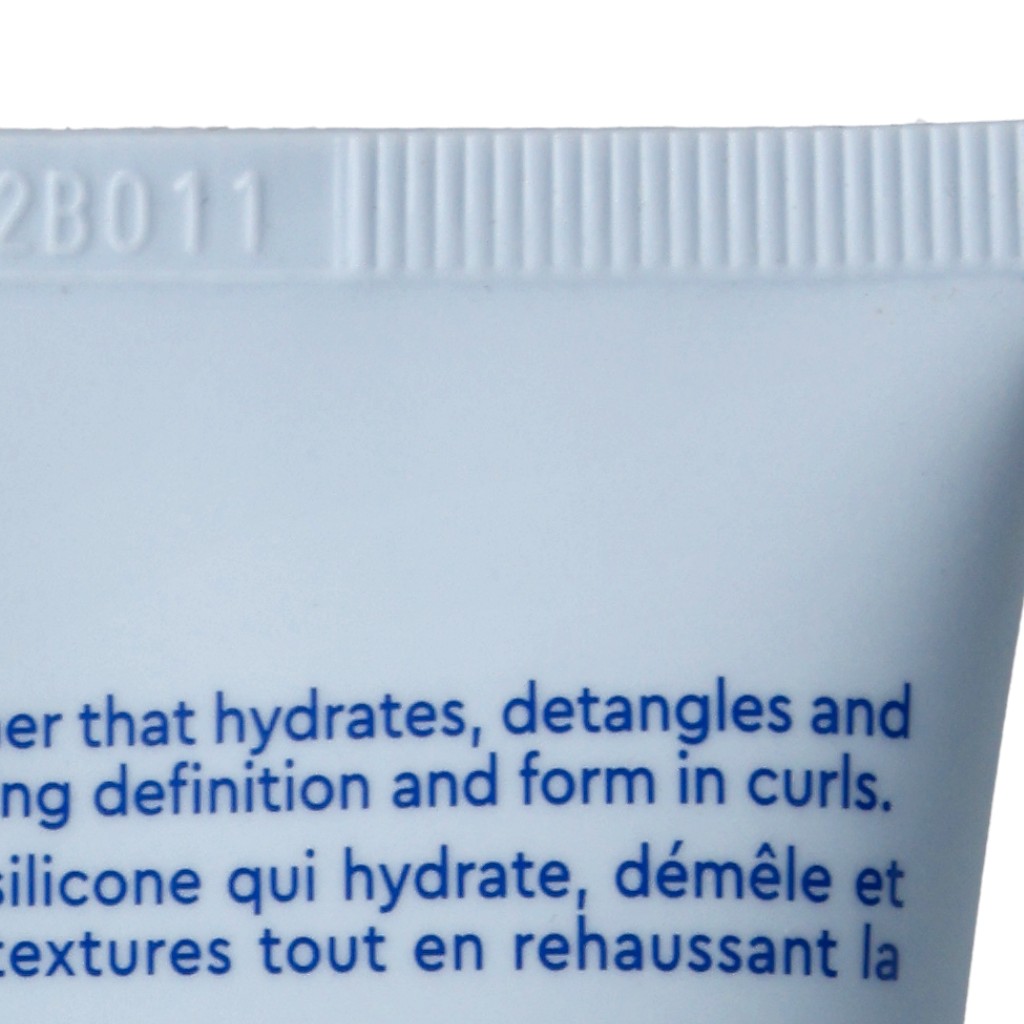 2B011
er that hydrates, detangles and
ng definition and form in curls.
silicone qui hydrate, démêle et
textures tout en rehaussant la